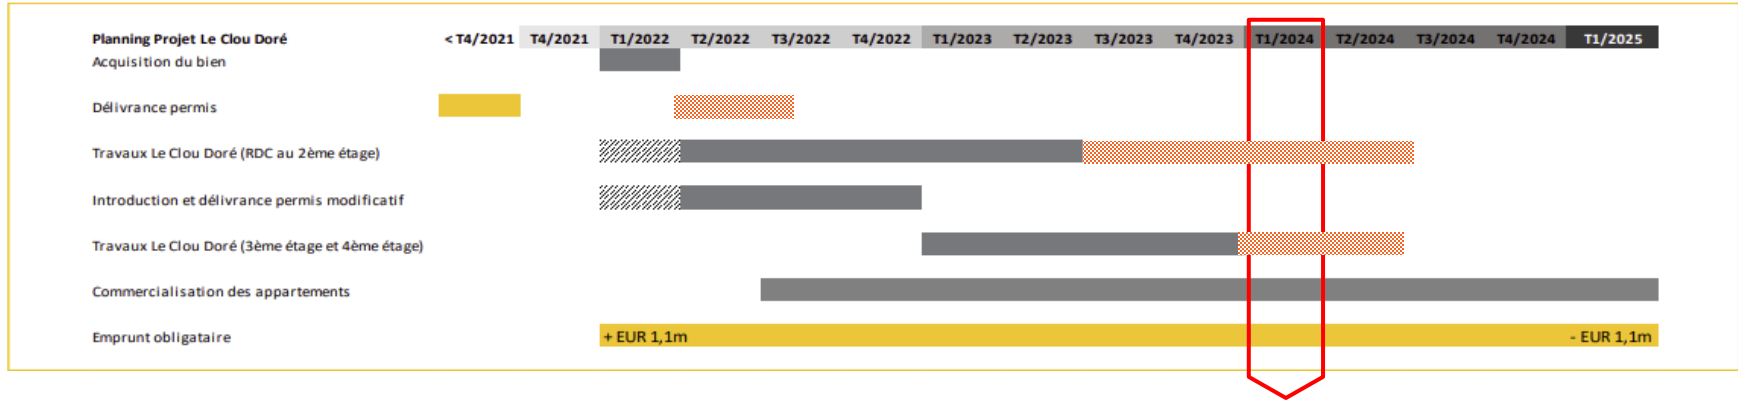 Planning Projet Le Clou Doré < T4/2021 T4/2021 T1/2022 T2/2022 T3/2022 T4/2022 T1/2023 T2/2023 T3/2023 T4/2023 T1/2024 T2/2024 T3/2024 T4/2024 T1/2025
Acquisition du bien
Délivrance permis
Travaux Le Clou Doré (RDC au 2ème étage)
Introduction et délivrance permis modificatif
Travaux Le Clou Doré (3ème étage et 4ème étage)
Commercialisation des appartements
Emprunt obligataire + EUR 1,1m - EUR 1,1m